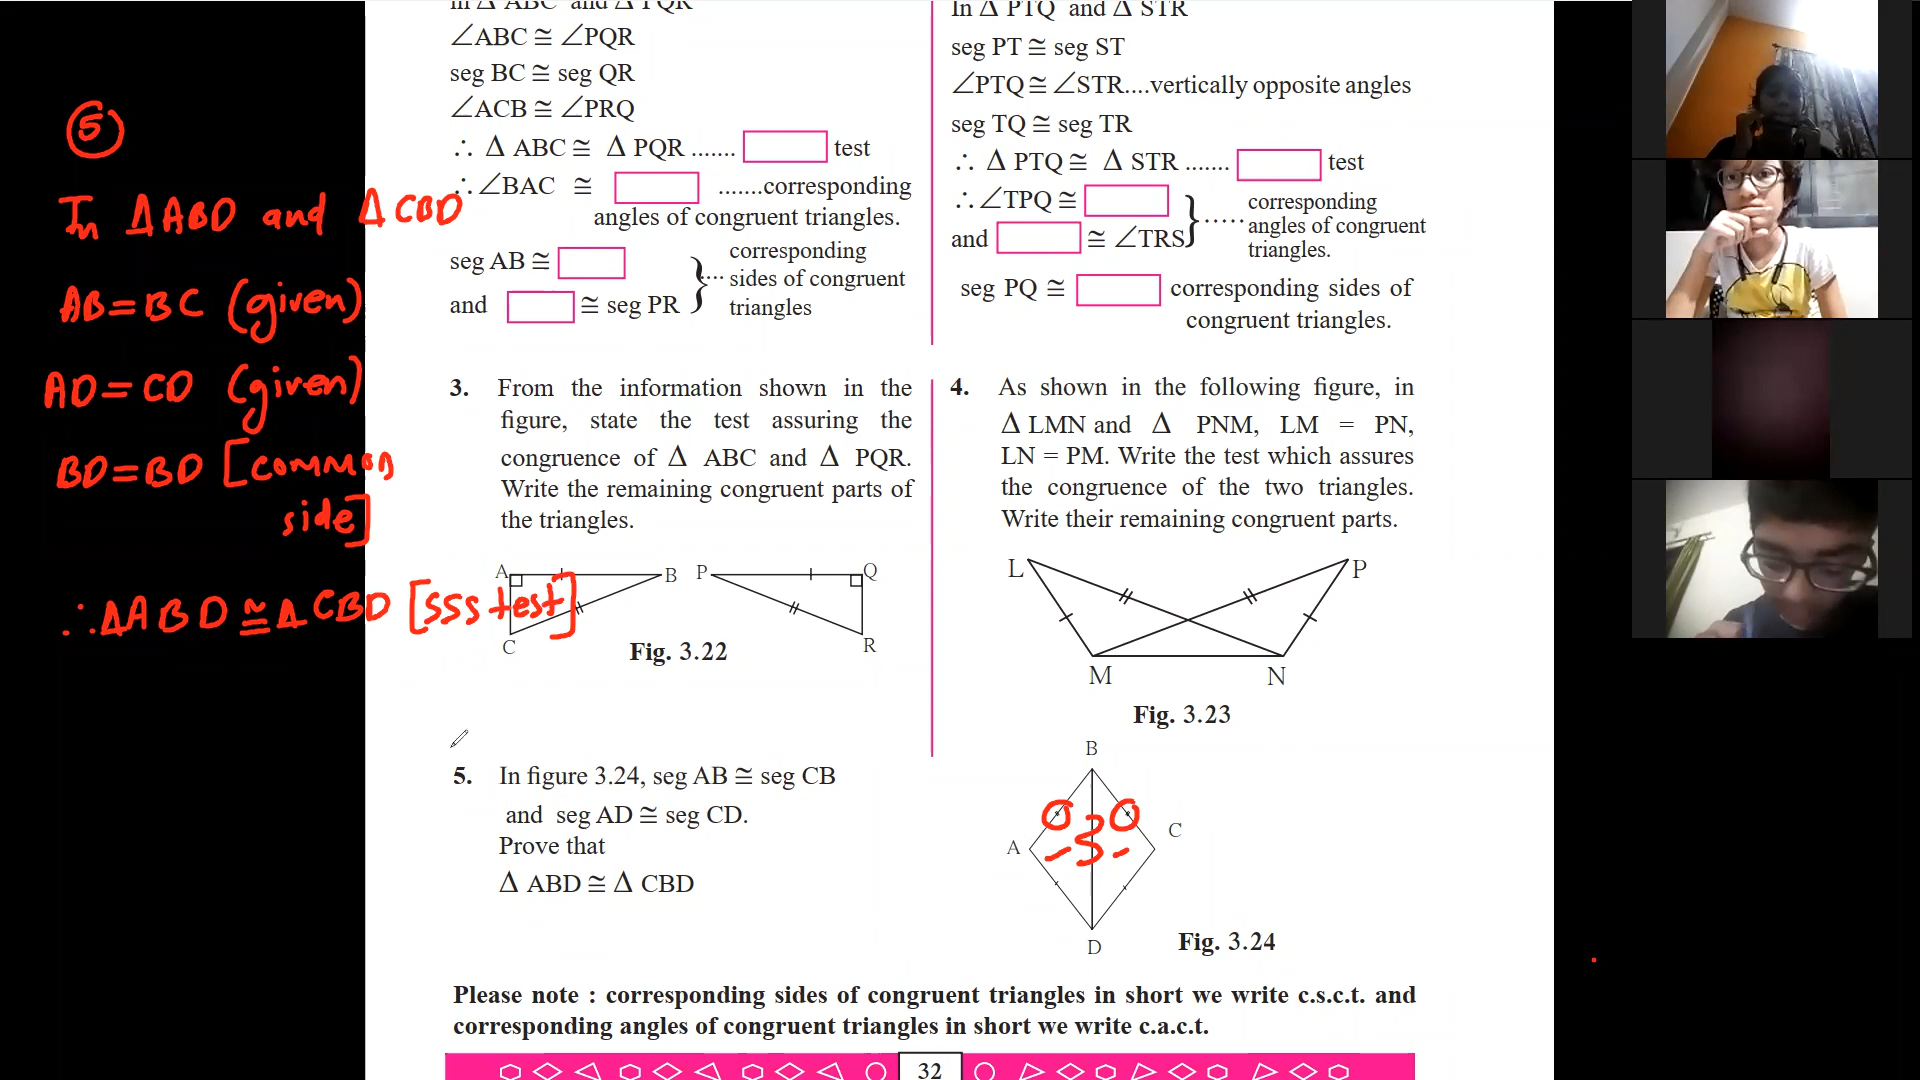 5
In ∆ABD and ∆CBD
AB=BC (given)
AD=CD (given)
BD=BD [common
side]
∴∆ABD≅∆CBD [SSS test]
In ∆ ABC and ∆ PQR
∠ABC ≅ ∠PQR
seg BC ≅ seg QR
∠ACB ≅ ∠PRQ
∴ ∆ ABC ≅ ∆ PQR ....... test
∴ ∠BAC ≅ .......corresponding
angles of congruent triangles.
seg AB ≅
and ≅ seg PR
} .... corresponding
sides of congruent
triangles
In ∆ PTQ and ∆ STR
seg PT ≅ seg ST
∠PTQ ≅ ∠STR....vertically opposite angles
seg TQ ≅ seg TR
∴ ∆ PTQ ≅ ∆ STR ....... test
∴ ∠TPQ ≅
and ≅ ∠TRS
} ..... corresponding
angles of congruent
triangles.
seg PQ ≅ corresponding sides of
congruent triangles.
3. From the information shown in the
figure, state the test assuring the
congruence of ∆ ABC and ∆ PQR.
Write the remaining congruent parts of
the triangles.
A B P Q
C R
Fig. 3.22
4. As shown in the following figure, in
∆ LMN and ∆ PNM, LM = PN,
LN = PM. Write the test which assures
the congruence of the two triangles.
Write their remaining congruent parts.
L P
M N
Fig. 3.23
5. In figure 3.24, seg AB ≅ seg CB
and seg AD ≅ seg CD.
Prove that
∆ ABD ≅ ∆ CBD
B
A C
D
Fig. 3.24
Please note : corresponding sides of congruent triangles in short we write c.s.c.t. and
corresponding angles of congruent triangles in short we write c.a.c.t.
32